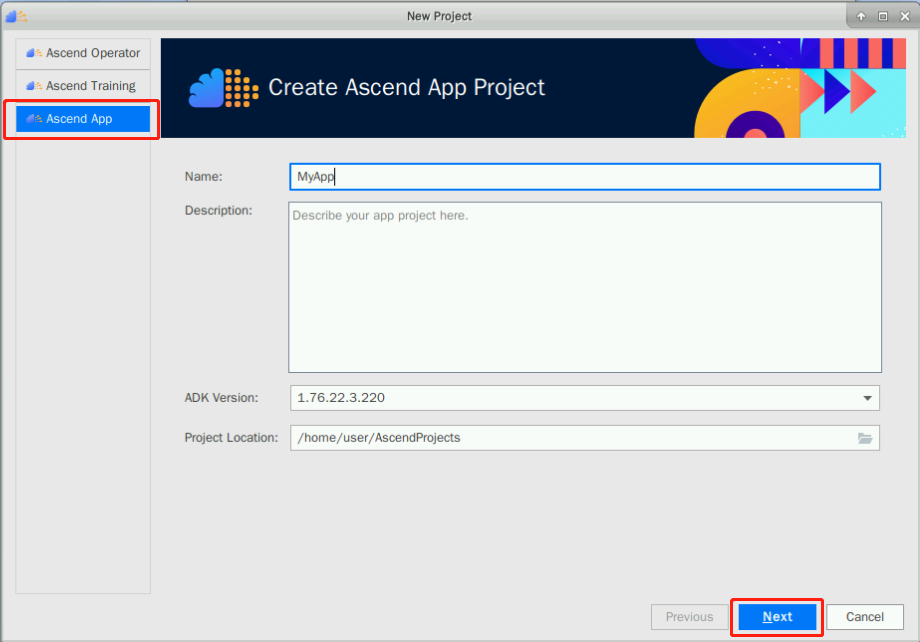 New Project
Ascend Operator
Ascend Training
Ascend App
Create Ascend App Project
Name:
MyApp
Description:
Describe your app project here.
ADK Version:
1.76.22.3.220
Project Location:
/home/user/AscendProjects
Previous
Next
Cancel